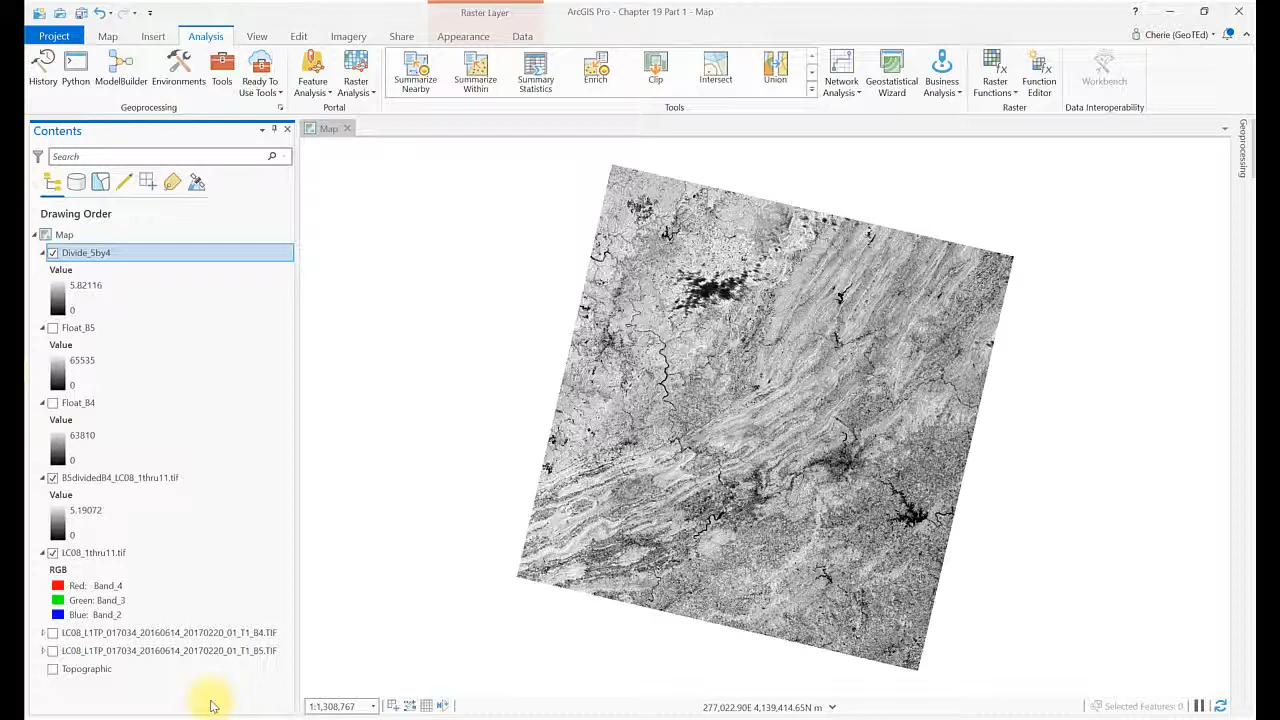 Raster Layer
ArcGIS Pro - Chapter 19 Part 1 - Map
?
Project
Map
Insert
Analysis
View
Edit
Imagery
Share
Appearance
Data
Cherie (GeoTEd)
History
Python
ModelBuilder
Environments
Tools
Ready To Use Tools
Geoprocessing
Feature Analysis
Raster Analysis
Portal
Summarize Nearby
Summarize Within
Summary Statistics
Enrich
Clip
Intersect
Union
Tools
Network Analysis
Geostatistical Wizard
Business Analysis
Raster Functions
Function Editor
Raster
Workbench
Data Interoperability
Contents
Search
Drawing Order
Map
Divide_5by4
Value
5.82116
0
Float_B5
Value
65535
0
Float_B4
Value
63810
0
B5dividedB4_LC08_1thru11.tif
Value
5.19072
0
LC08_1thru11.tif
RGB
Red: Band_4
Green: Band_3
Blue: Band_2
LC08_L1TP_017034_20160614_20170220_01_T1_B4.TIF
LC08_L1TP_017034_20160614_20170220_01_T1_B5.TIF
Topographic
Map
Geoprocessing
1:1,308,767
277,022.90E 4,139,414.65N m
Selected Features: 0